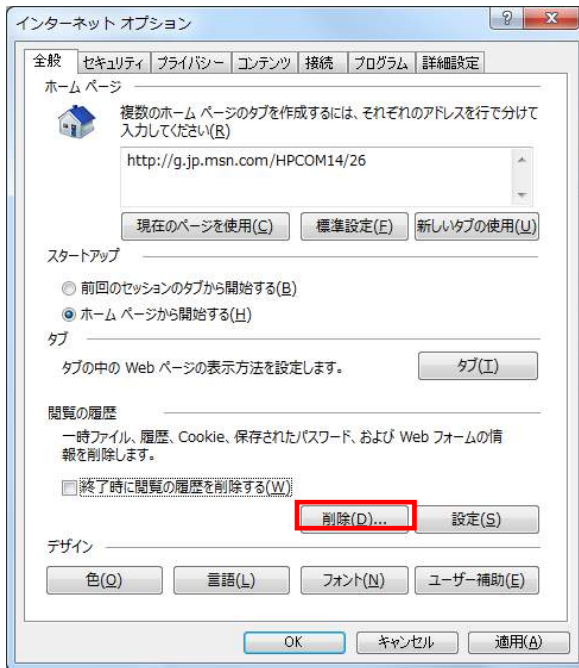 インターネット オプション
全般 セキュリティ プライバシー コンテンツ 接続 プログラム 詳細設定
ホーム ページ
複数のホーム ページのタブを作成するには、それぞれのアドレスを行で分けて
入力してください(R)
http://g.jp.msn.com/HPCOM14/26
現在のページを使用(C) 標準設定(F) 新しいタブの使用(U)
スタートアップ
前回のセッションのタブから開始する(B)
ホーム ページから開始する(H)
タブ
タブの中の Web ページの表示方法を設定します。 タブ(T)
閲覧の履歴
一時ファイル、履歴、Cookie、保存されたパスワード、および Web フォームの情
報を削除します。
終了時に閲覧の履歴を削除する(W)
削除(D)... 設定(S)
デザイン
色(O) 言語(L) フォント(N) ユーザー補助(E)
OK キャンセル 適用(A)